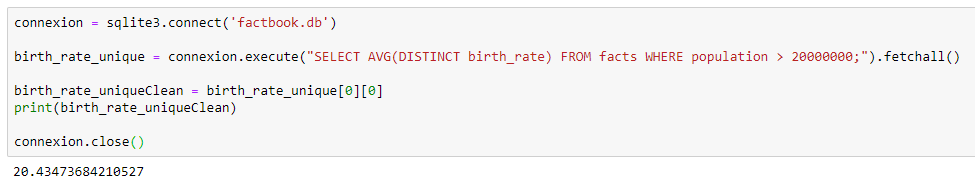 connexion = sqlite3.connect('factbook.db')
birth_rate_unique = connexion.execute("SELECT AVG(DISTINCT birth_rate) FROM facts WHERE population > 20000000;").fetchall()
birth_rate_uniqueClean = birth_rate_unique[0][0]
print(birth_rate_uniqueClean)
connexion.close()
20.43473684210527